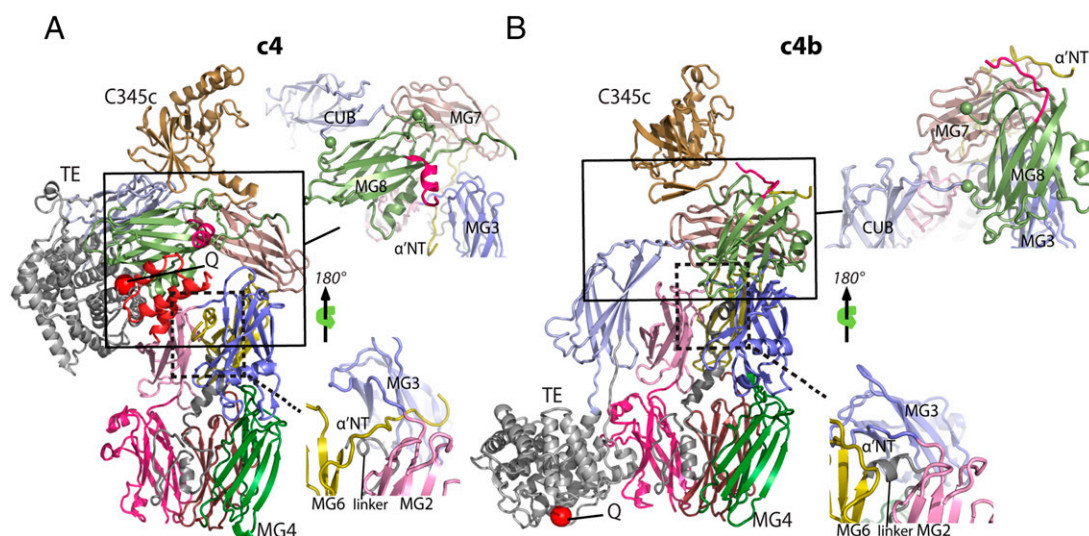 A
c4
C345c
CUB
MG7
TE
MG8
MG3
α'NT
Q
180°
MG3
α'NT
MG6
linker
MG2
B
c4b
C345c
α'NT
MG7
MG8
CUB
MG3
180°
TE
MG3
α'NT
Q
MG4
MG6
linker
MG2
MG4